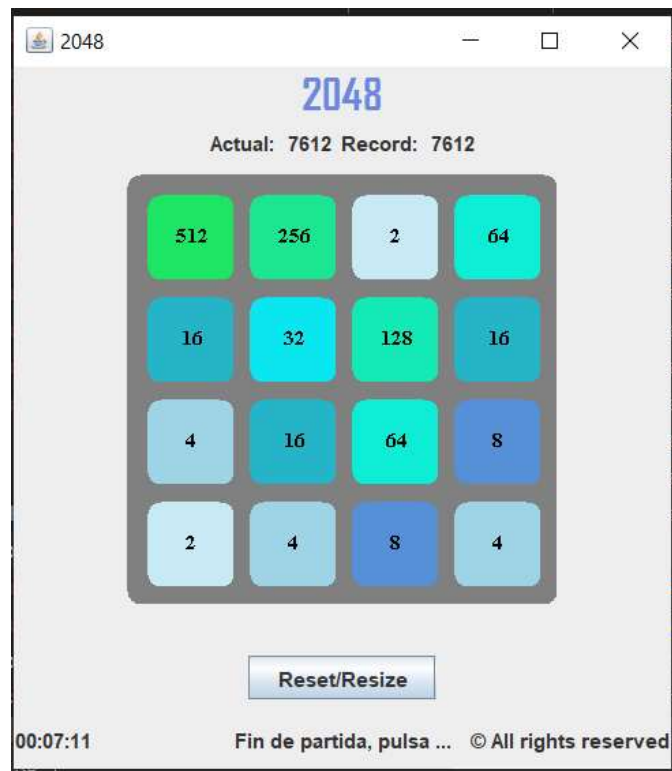 2048
2048
Actual: 7612 Record: 7612
512 256 2 64
16 32 128 16
4 16 64 8
2 4 8 4
Reset/Resize
00:07:11 Fin de partida, pulsa ... © All rights reserved